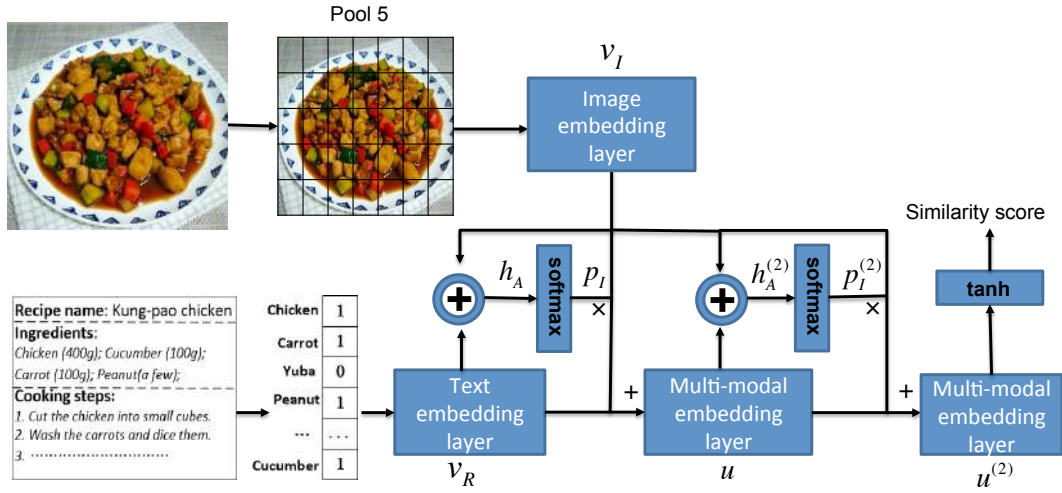 Pool 5
v_I
Image
embedding
layer
Similarity score
h_A
softmax
p_I
h_A^{(2)}
softmax
p_I^{(2)}
tanh
+
×
+
×
Recipe name: Kung-pao chicken
Ingredients:
Chicken (400g); Cucumber (100g);
Carrot (100g); Peanut(a few);
Cooking steps:
1. Cut the chicken into small cubes.
2. Wash the carrots and dice them.
3. ................................
Chicken 1
Carrot 1
Yuba 0
Peanut 1
... ...
Cucumber 1
Text
embedding
layer
v_R
+
Multi-modal
embedding
layer
u
+
Multi-modal
embedding
layer
u^{(2)}